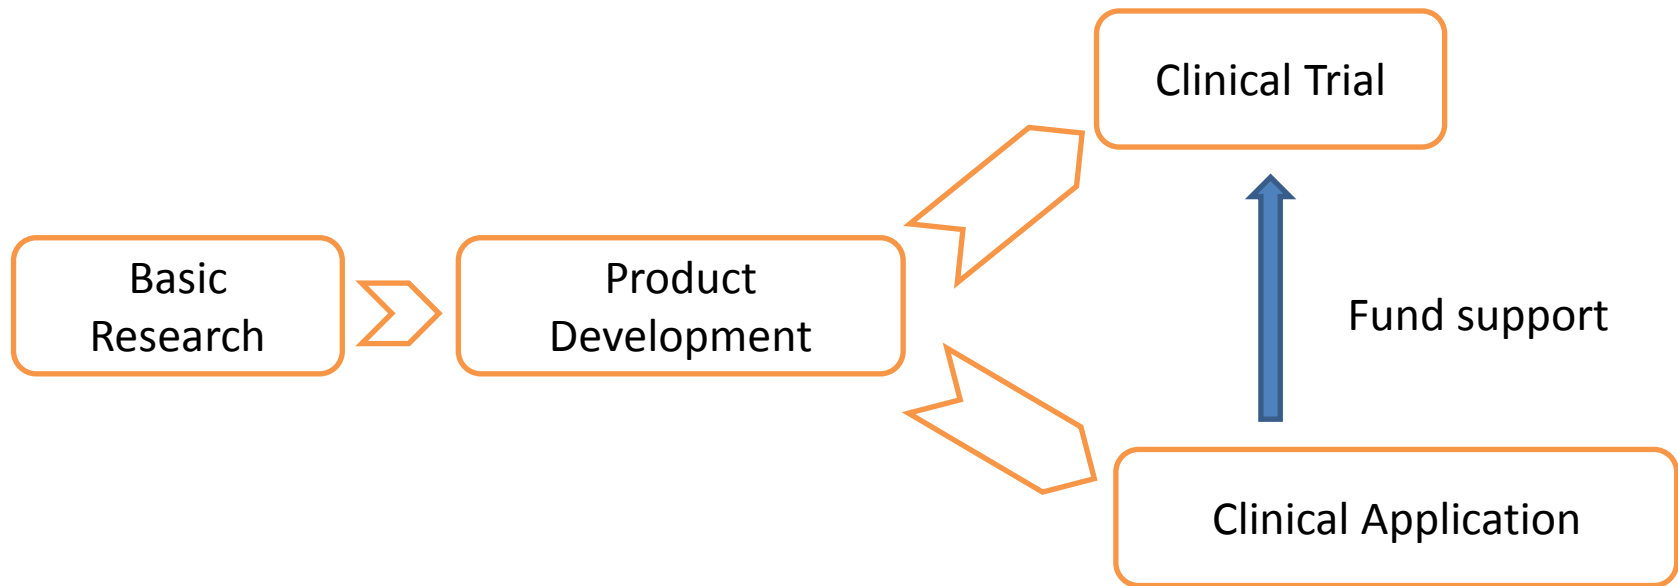 Clinical Trial
Basic
Research
Product
Development
Fund support
Clinical Application